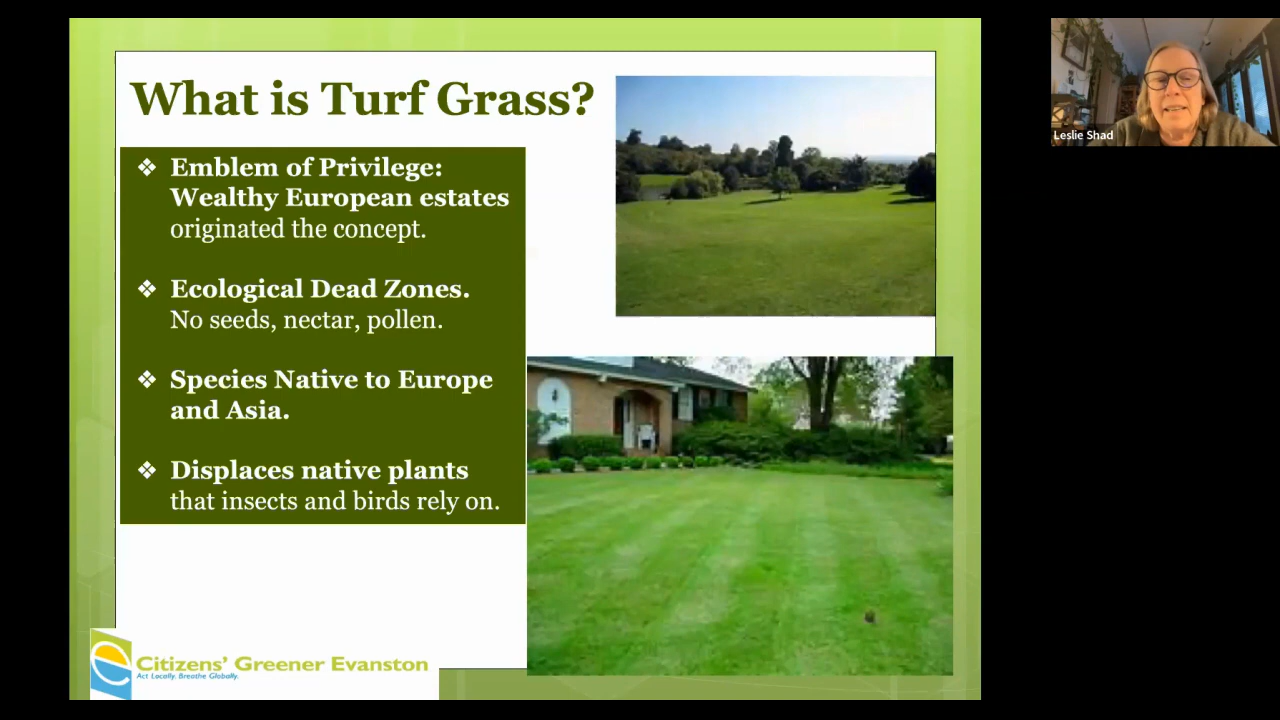 What is Turf Grass?
❖ Emblem of Privilege:
Wealthy European estates
originated the concept.
❖ Ecological Dead Zones.
No seeds, nectar, pollen.
❖ Species Native to Europe
and Asia.
❖ Displaces native plants
that insects and birds rely on.
Citizens' Greener Evanston
Act Locally. Breathe Globally.
Leslie Shad